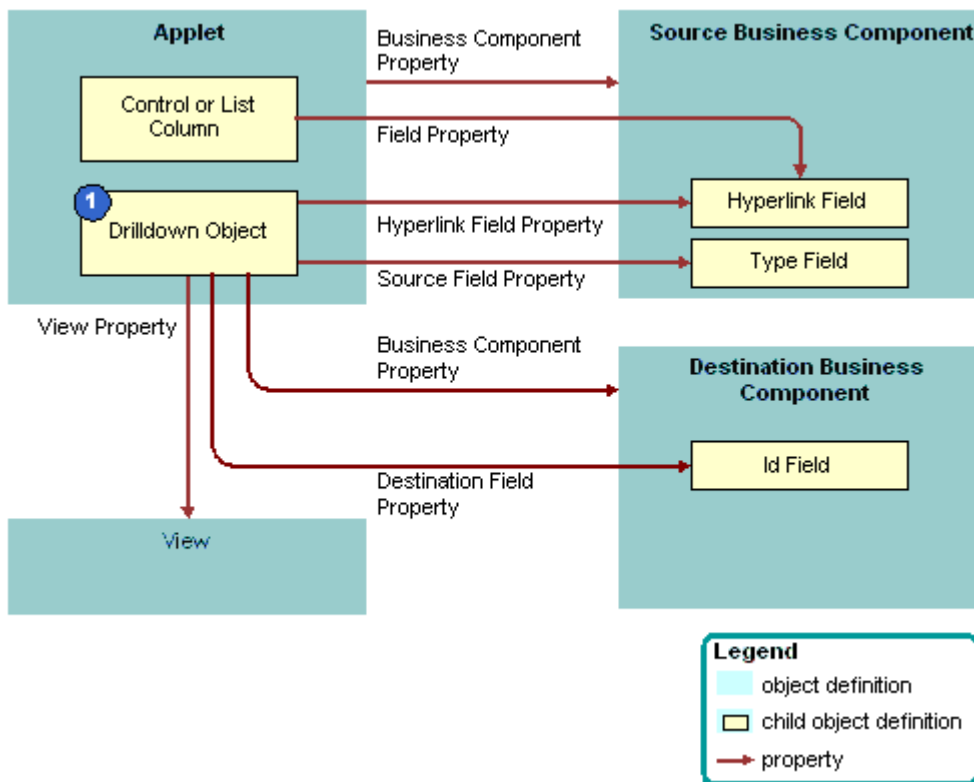 Applet
Control or List
Column
1
Drilldown Object
Business Component
Property
Field Property
Hyperlink Field Property
Source Field Property
Source Business Component
Hyperlink Field
Type Field
View Property
Business Component
Property
Destination Field
Property
Destination Business
Component
Id Field
View
Legend
object definition
child object definition
property